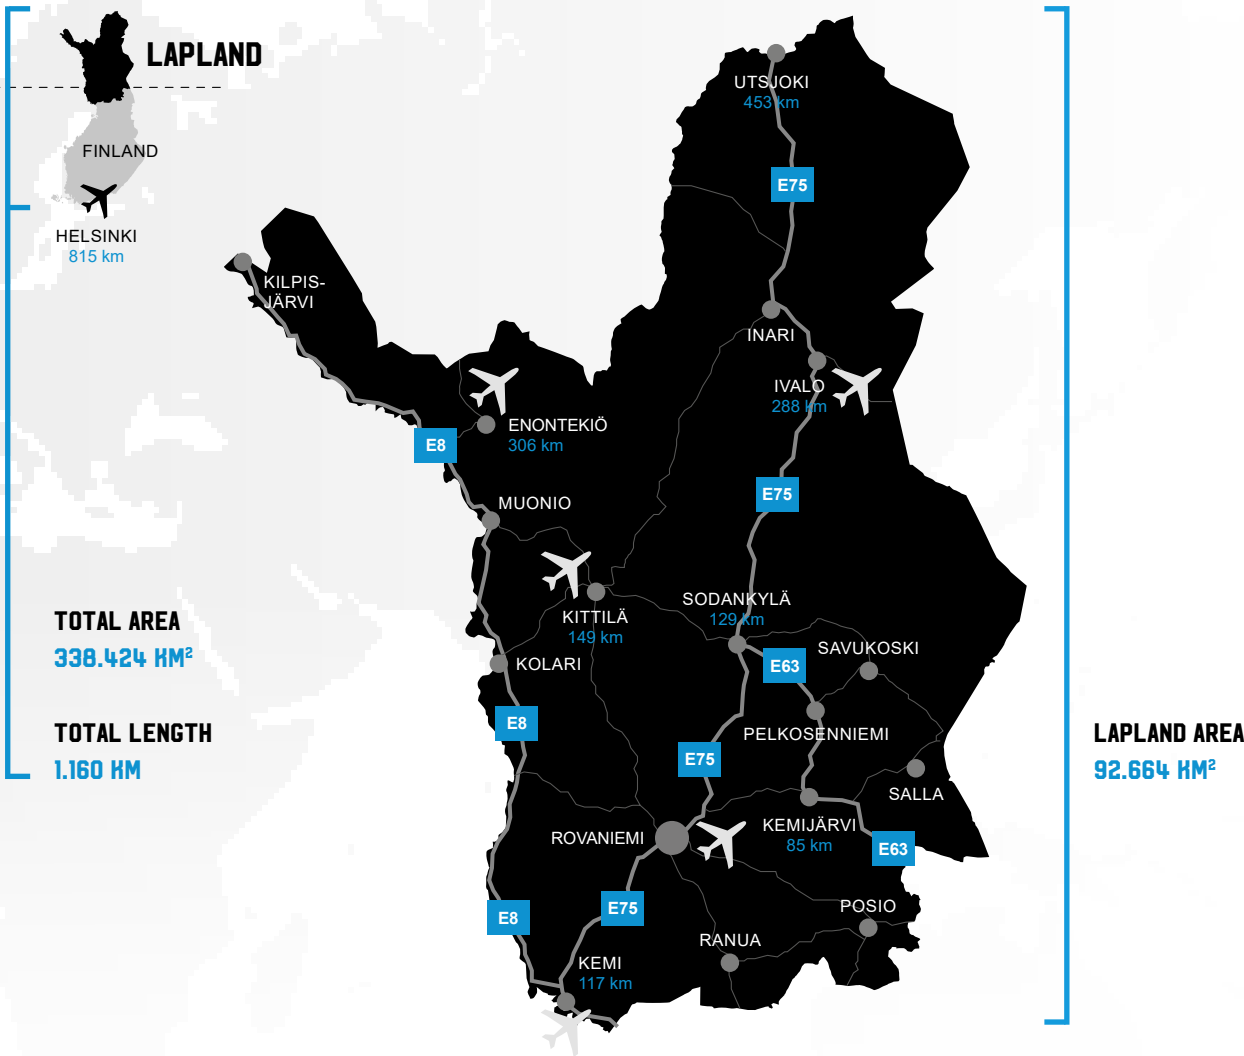 LAPLAND
FINLAND
HELSINKI
815 km
UTSJOKI
453 km
E75
KILPIS-
JÄRVI
INARI
IVALO
288 km
ENONTEKIÖ
306 km
E8
E75
MUONIO
KITTILÄ
149 km
SODANKYLÄ
129 km
SAVUKOSKI
E63
KOLARI
TOTAL AREA
338.424 KM²
E8
PELKOSENNIEMI
E75
TOTAL LENGTH
1.160 KM
LAPLAND AREA
92.664 KM²
SALLA
ROVANIEMI
KEMIJÄRVI
85 km
E63
E75
E8
POSIO
RANUA
KEMI
117 km